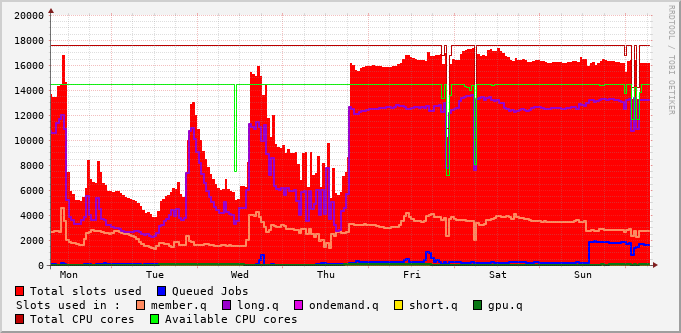 20000
18000
16000
14000
12000
10000
8000
6000
4000
2000
0
Mon Tue Wed Thu Fri Sat Sun
RRDTOOL / TOBI OETIKER
Total slots used Queued Jobs
Slots used in : member.q long.q ondemand.q short.q gpu.q
Total CPU cores Available CPU cores